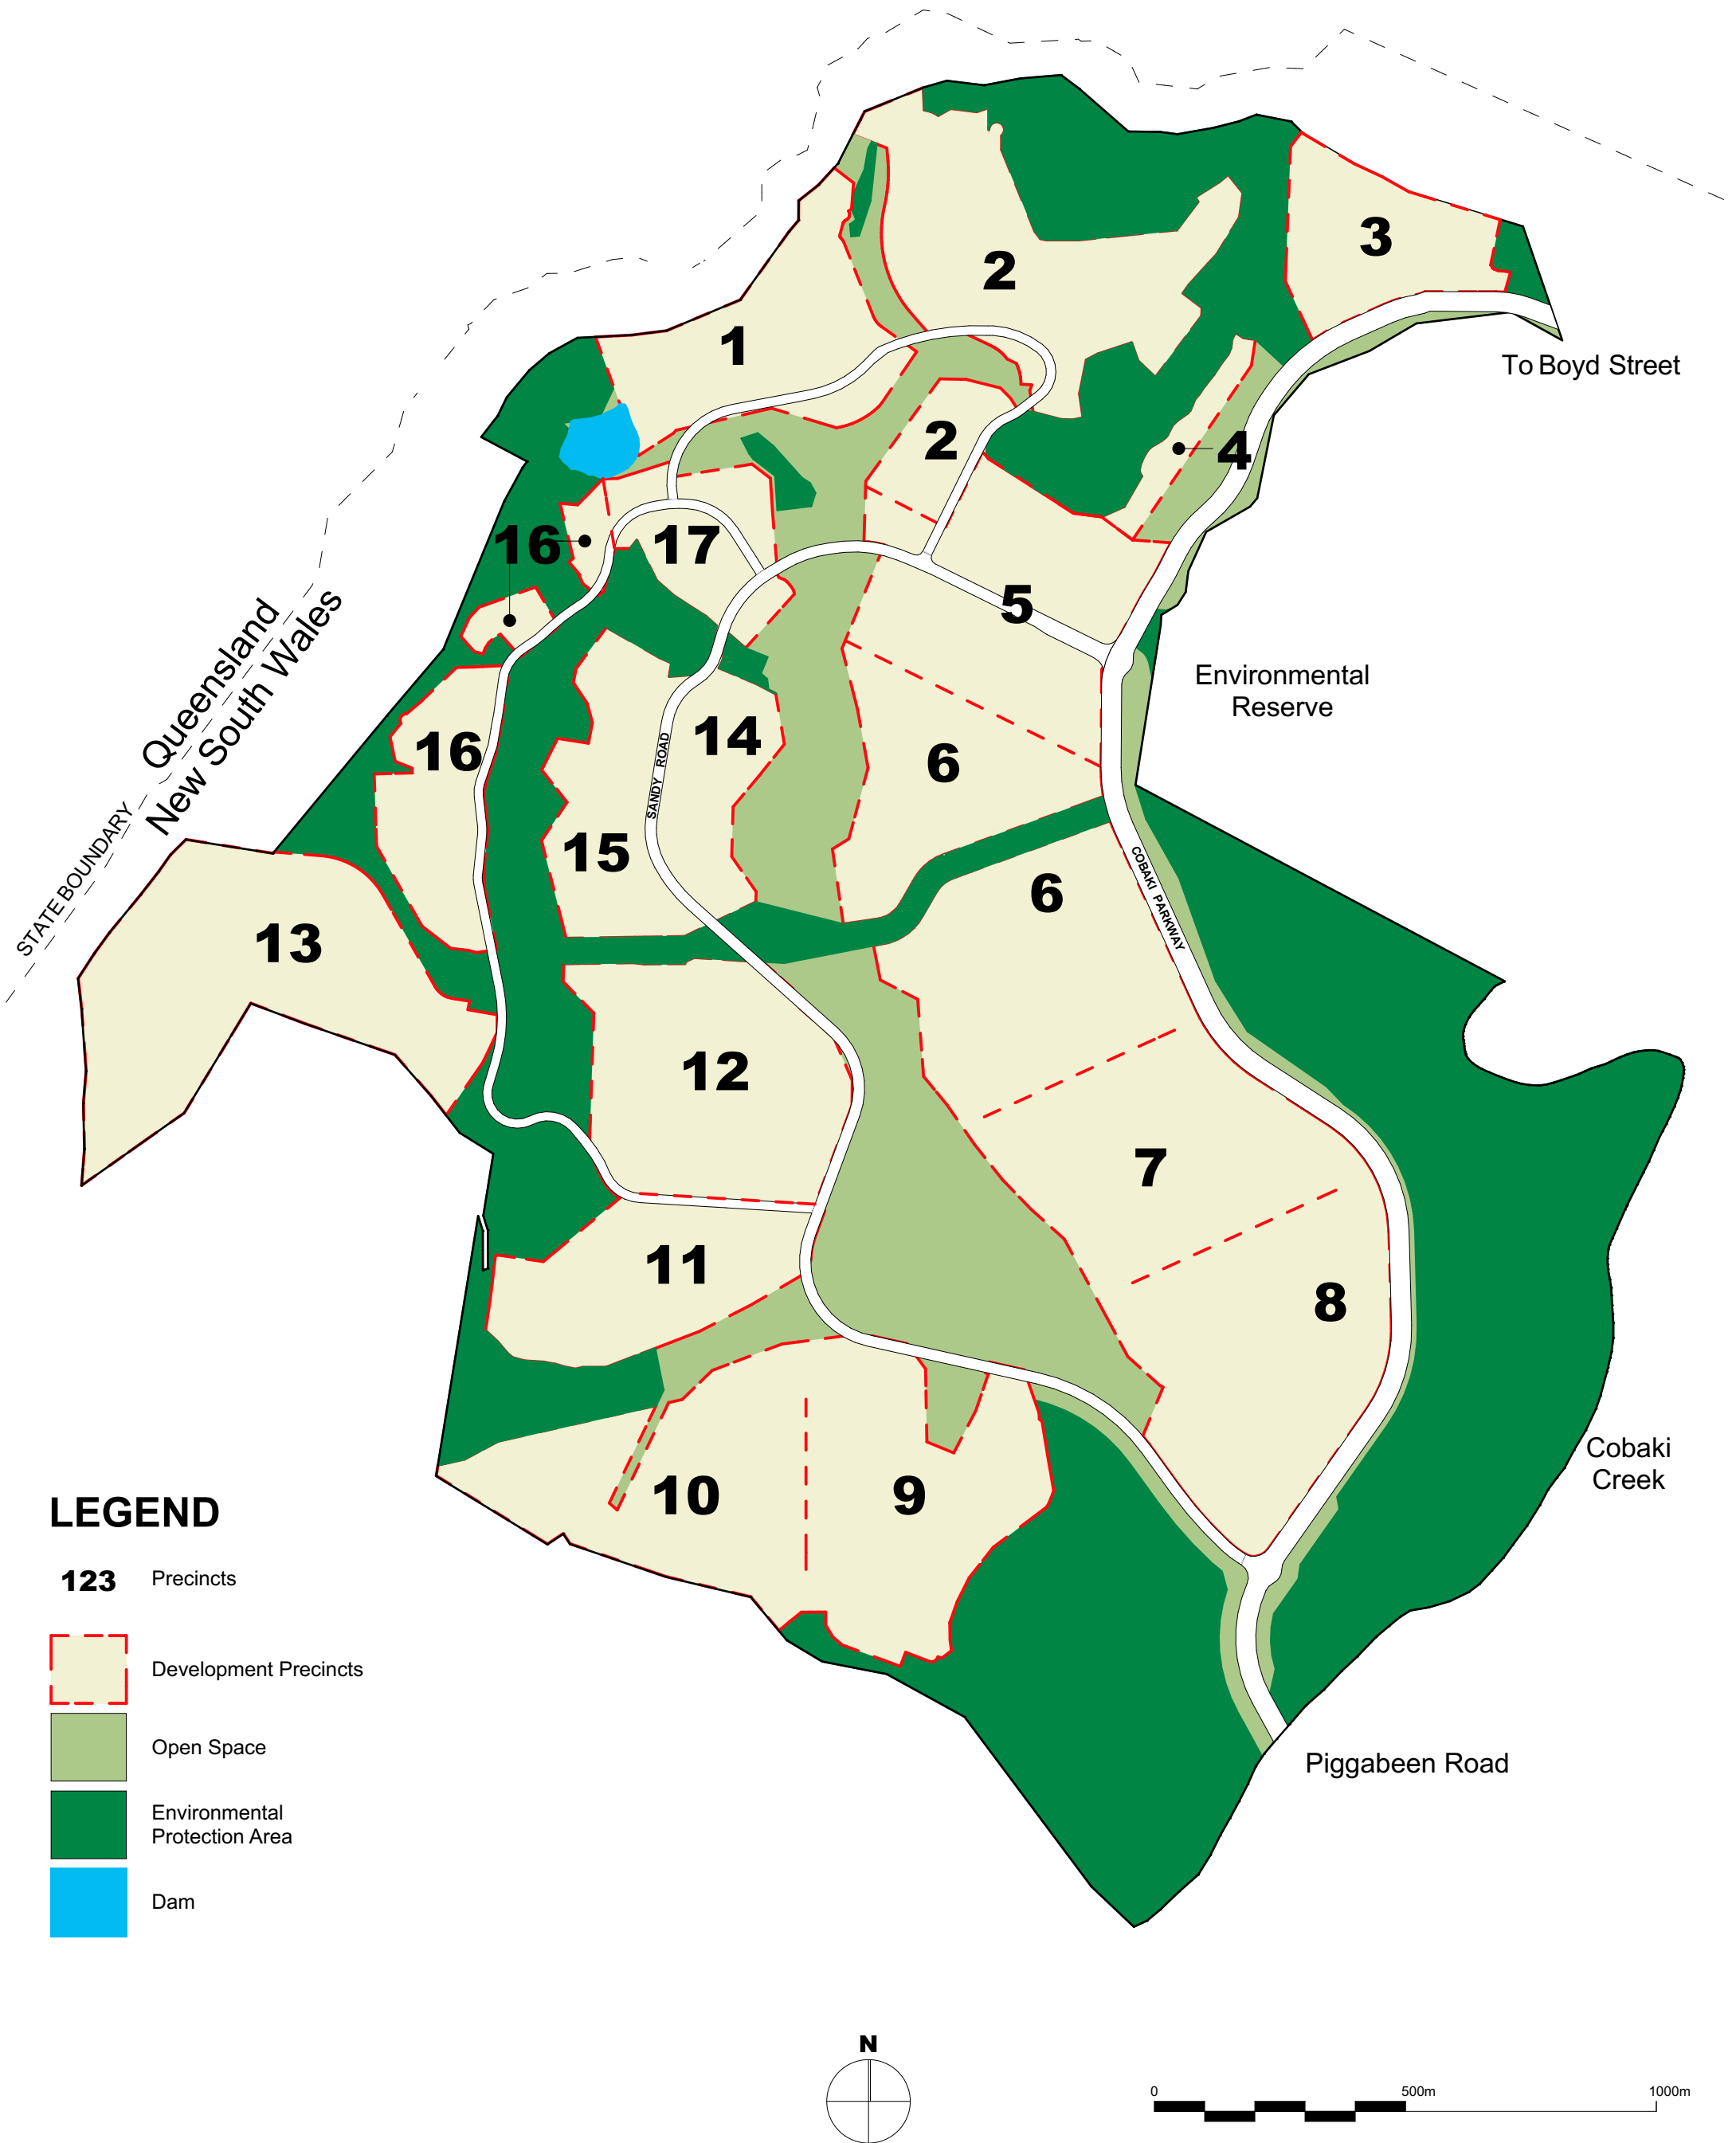 3
2
To Boyd Street
1
2
4
16
17
5
Queensland
New South Wales
STATE BOUNDARY
Environmental
Reserve
16
14
SANDY ROAD
6
15
COBAKI PARKWAY
6
13
12
7
11
8
Cobaki
Creek
10
9
LEGEND
123 Precincts
Development Precincts
Open Space
Environmental
Protection Area
Dam
Piggabeen Road
N
0 500m 1000m